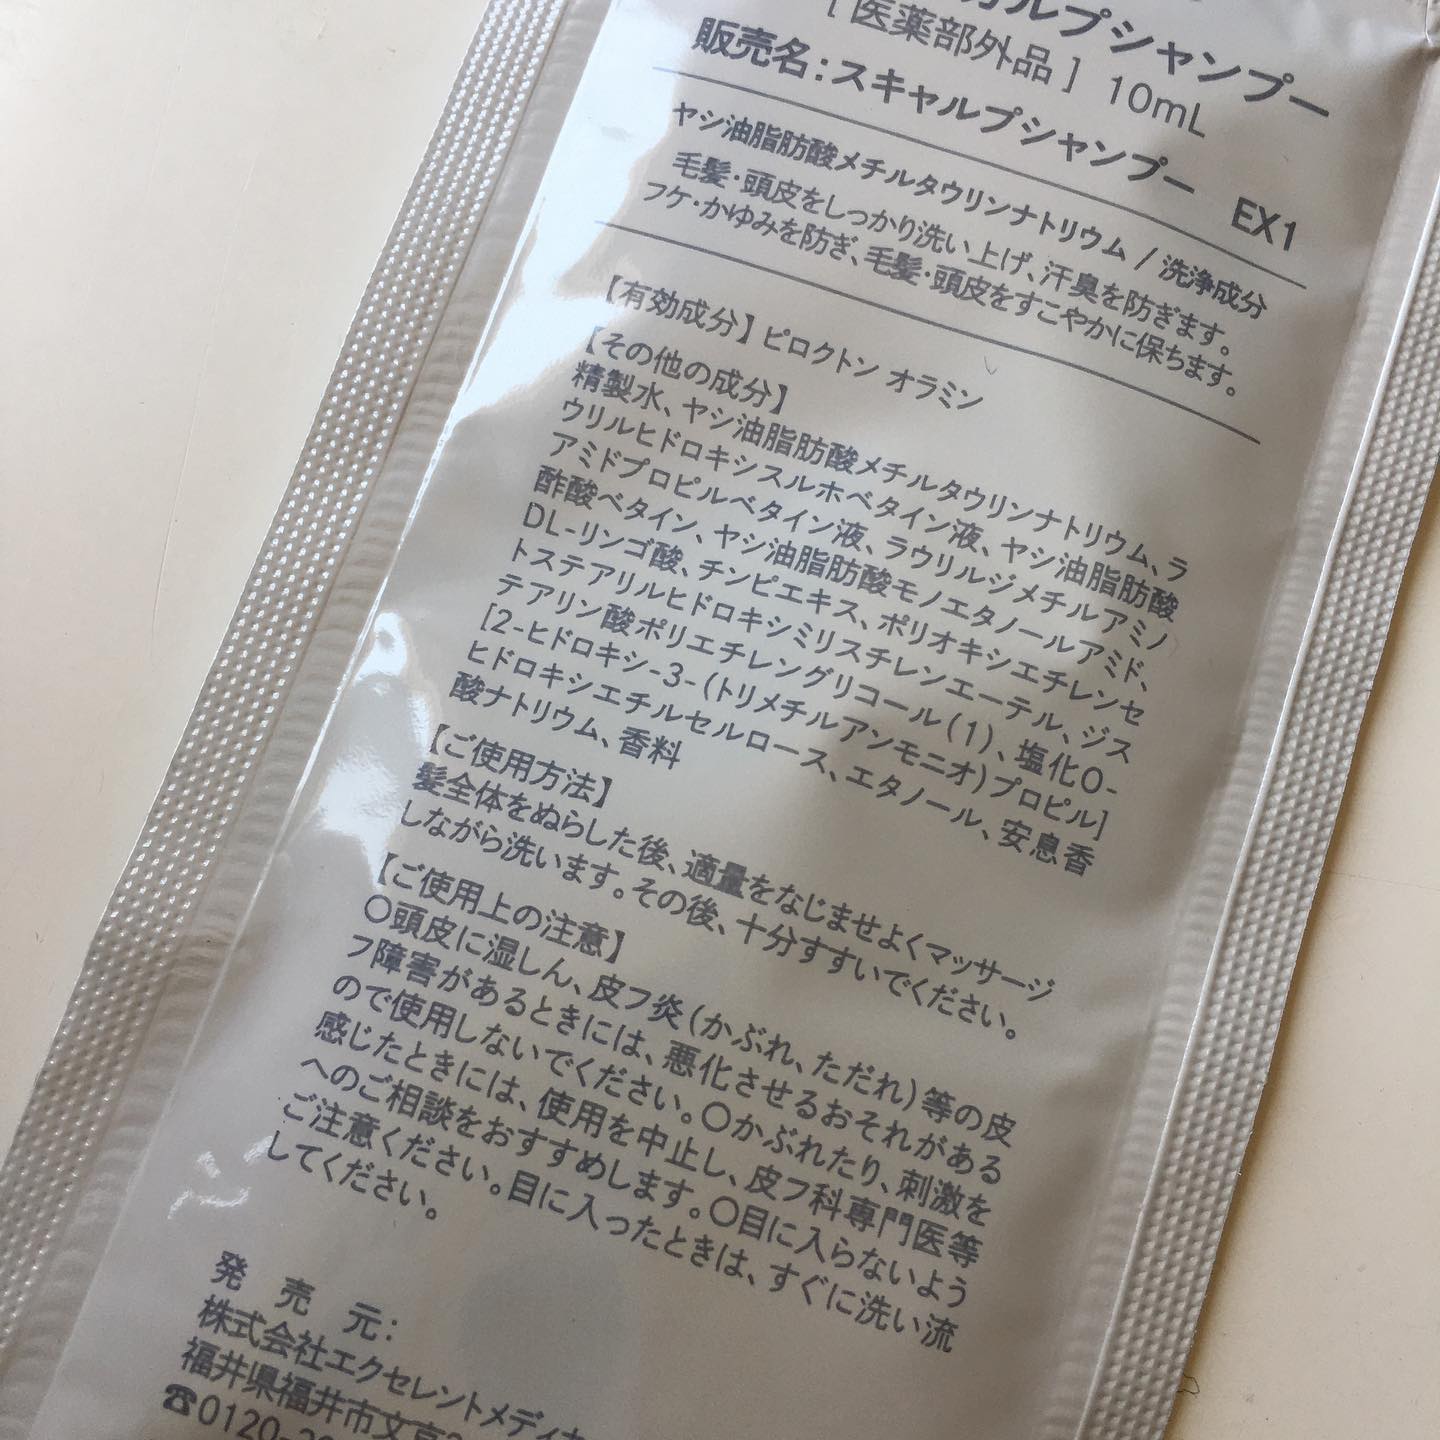 カルプシャンプー
[ 医薬部外品 ] 10mL
販売名:スキャルプシャンプー EX1
ヤシ油脂肪酸メチルタウリンナトリウム / 洗浄成分
毛髪・頭皮をしっかり洗い上げ、汗臭を防ぎます。
フケ・かゆみを防ぎ、毛髪・頭皮をすこやかに保ちます。
【有効成分】ピロクトン オラミン
【その他の成分】
精製水、ヤシ油脂肪酸メチルタウリンナトリウム、ラ
ウリルヒドロキシスルホベタイン液、ヤシ油脂肪酸
アミドプロピルベタイン液、ラウリルジメチルアミノ
酢酸ベタイン、ヤシ油脂肪酸モノエタノールアミド、
DL-リンゴ酸、チンピエキス、ポリオキシエチレンセ
トステアリルヒドロキシミリスチレンエーテル、ジス
テアリン酸ポリエチレングリコール(1)、塩化O-
[2-ヒドロキシ-3-(トリメチルアンモニオ)プロピル]
ヒドロキシエチルセルロース、エタノール、安息香
酸ナトリウム、香料
【ご使用方法】
髪全体をぬらした後、適量をなじませよくマッサージ
しながら洗います。その後、十分すすいでください。
【ご使用上の注意】
〇頭皮に湿しん、皮フ炎(かぶれ、ただれ)等の皮
フ障害があるときには、悪化させるおそれがある
ので使用しないでください。〇かぶれたり、刺激を
感じたときには、使用を中止し、皮フ科専門医等
へのご相談をおすすめします。〇目に入らないよう
ご注意ください。目に入ったときは、すぐに洗い流
してください。
発 売 元:
株式会社エクセレントメディカ
福井県福井市文京
☎0120-